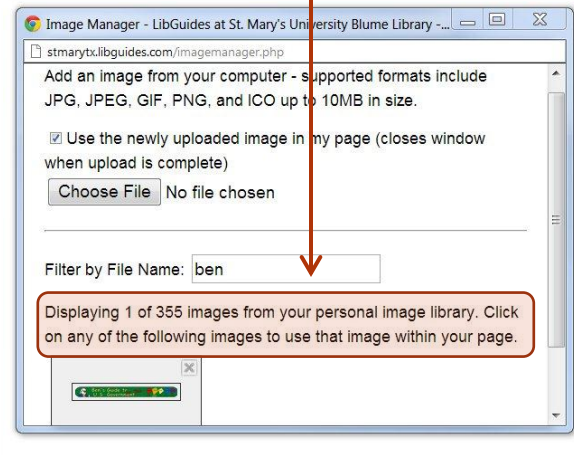 Image Manager - LibGuides at St. Mary's University Blume Library -...
stmarytx.libguides.com/imagemanager.php
Add an image from your computer - supported formats include
JPG, JPEG, GIF, PNG, and ICO up to 10MB in size.
Use the newly uploaded image in my page (closes window
when upload is complete)
Choose File No file chosen
Filter by File Name: ben
Displaying 1 of 355 images from your personal image library. Click
on any of the following images to use that image within your page.
Ben's Guide to
U.S. Government